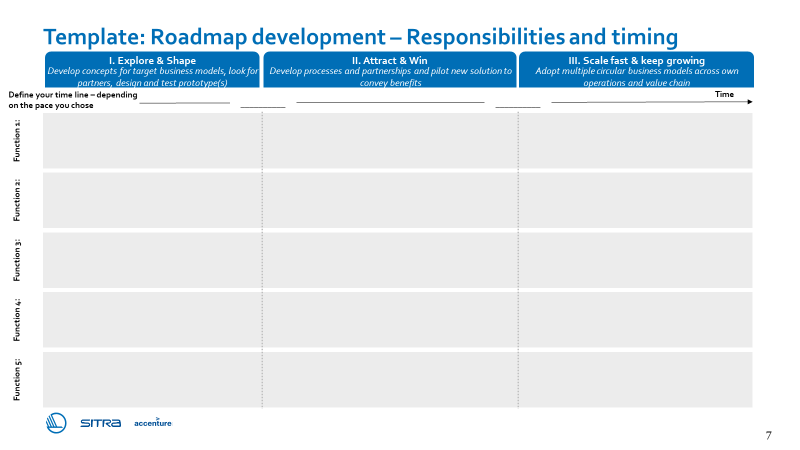 Template: Roadmap development – Responsibilities and timing
I. Explore & Shape
Develop concepts for target business models, look for
partners, design and test prototype(s)
II. Attract & Win
Develop processes and partnerships and pilot new solution to
convey benefits
III. Scale fast & keep growing
Adopt multiple circular business models across own
operations and value chain
Define your time line – depending
on the pace you chose
Time
Function 1:
Function 2:
Function 3:
Function 4:
Function 5:
SITRA
accenture
7